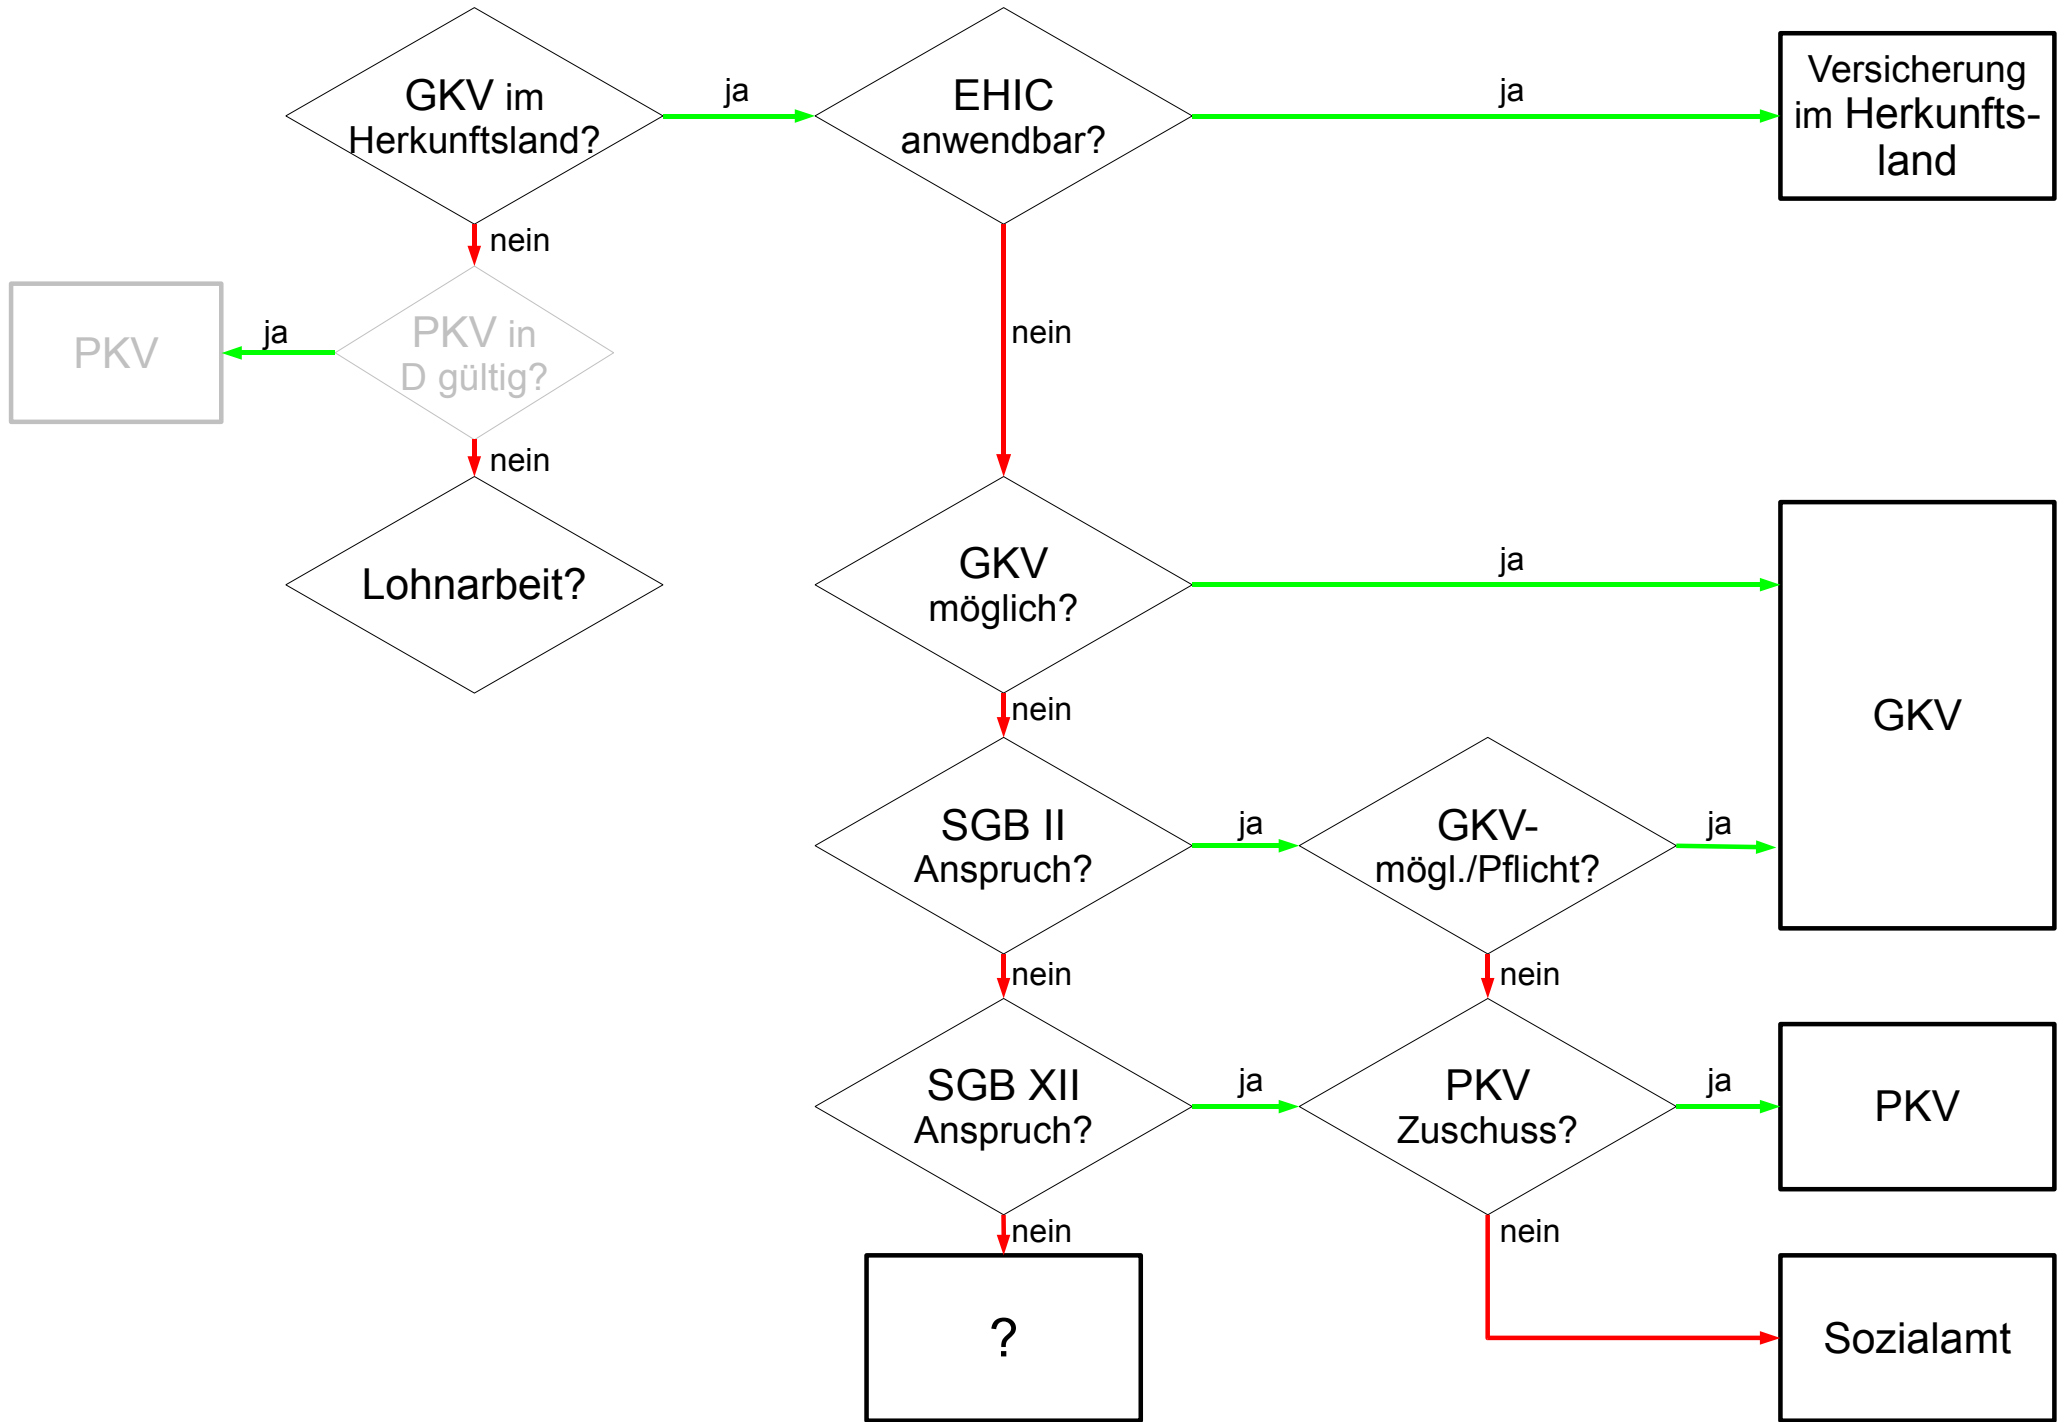 GKV im
Herkunftsland?
ja
EHIC
anwendbar?
ja
Versicherung
im Herkunfts-
land
nein
PKV
ja
PKV in
D gültig?
nein
nein
Lohnarbeit?
GKV
möglich?
ja
GKV
nein
SGB II
Anspruch?
ja
GKV-
mögl./Pflicht?
ja
nein
nein
SGB XII
Anspruch?
ja
PKV
Zuschuss?
ja
PKV
nein
nein
?
Sozialamt